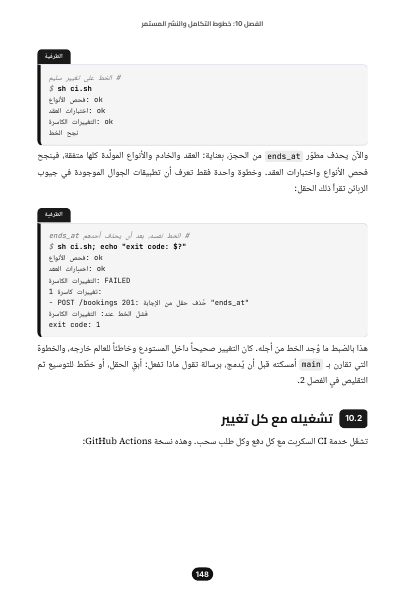 الفصل 10: خطوط التكامل والنشر المستمر
الطرفية
# الخط على تغيير سليم
$ sh ci.sh
فحص الأنواع: ok
اختبارات العقد: ok
التغييرات الكاسرة: ok
نجح الخط
والآن يحذف مطوّر ends_at من الحجز. بعناية: العقد والخادم والأنواع المولّدة كلها متفقة، فينجح
فحص الأنواع واختبارات العقد. وخطوة واحدة فقط تعرف أن تطبيقات الجوال الموجودة في جيوب
الزبائن تقرأ ذلك الحقل:
الطرفية
# الخط نفسه، بعد أن يحذف أحدهم ends_at
$ sh ci.sh; echo "exit code: $?"
فحص الأنواع: ok
اختبارات العقد: ok
التغييرات الكاسرة: FAILED
تغييرات كاسرة 1:
- POST /bookings 201: حُذف حقل من الإجابة "ends_at"
فشل الخط عند: التغييرات الكاسرة
exit code: 1
هذا بالضبط ما وُجد الخط من أجله. كان التغيير صحيحاً داخل المستودع وخاطئاً للعالم خارجه، والخطوة
التي تقارن بـ main أمسكته قبل أن يُدمج، برسالة تقول ماذا تفعل: أبقِ الحقل، أو خطّط للتوسيع ثم
التقليص في الفصل 2.
10.2 تشغيله مع كل تغيير
تشغّل خدمة CI السكربت مع كل دفع وكل طلب سحب. وهذه نسخة GitHub Actions:
148